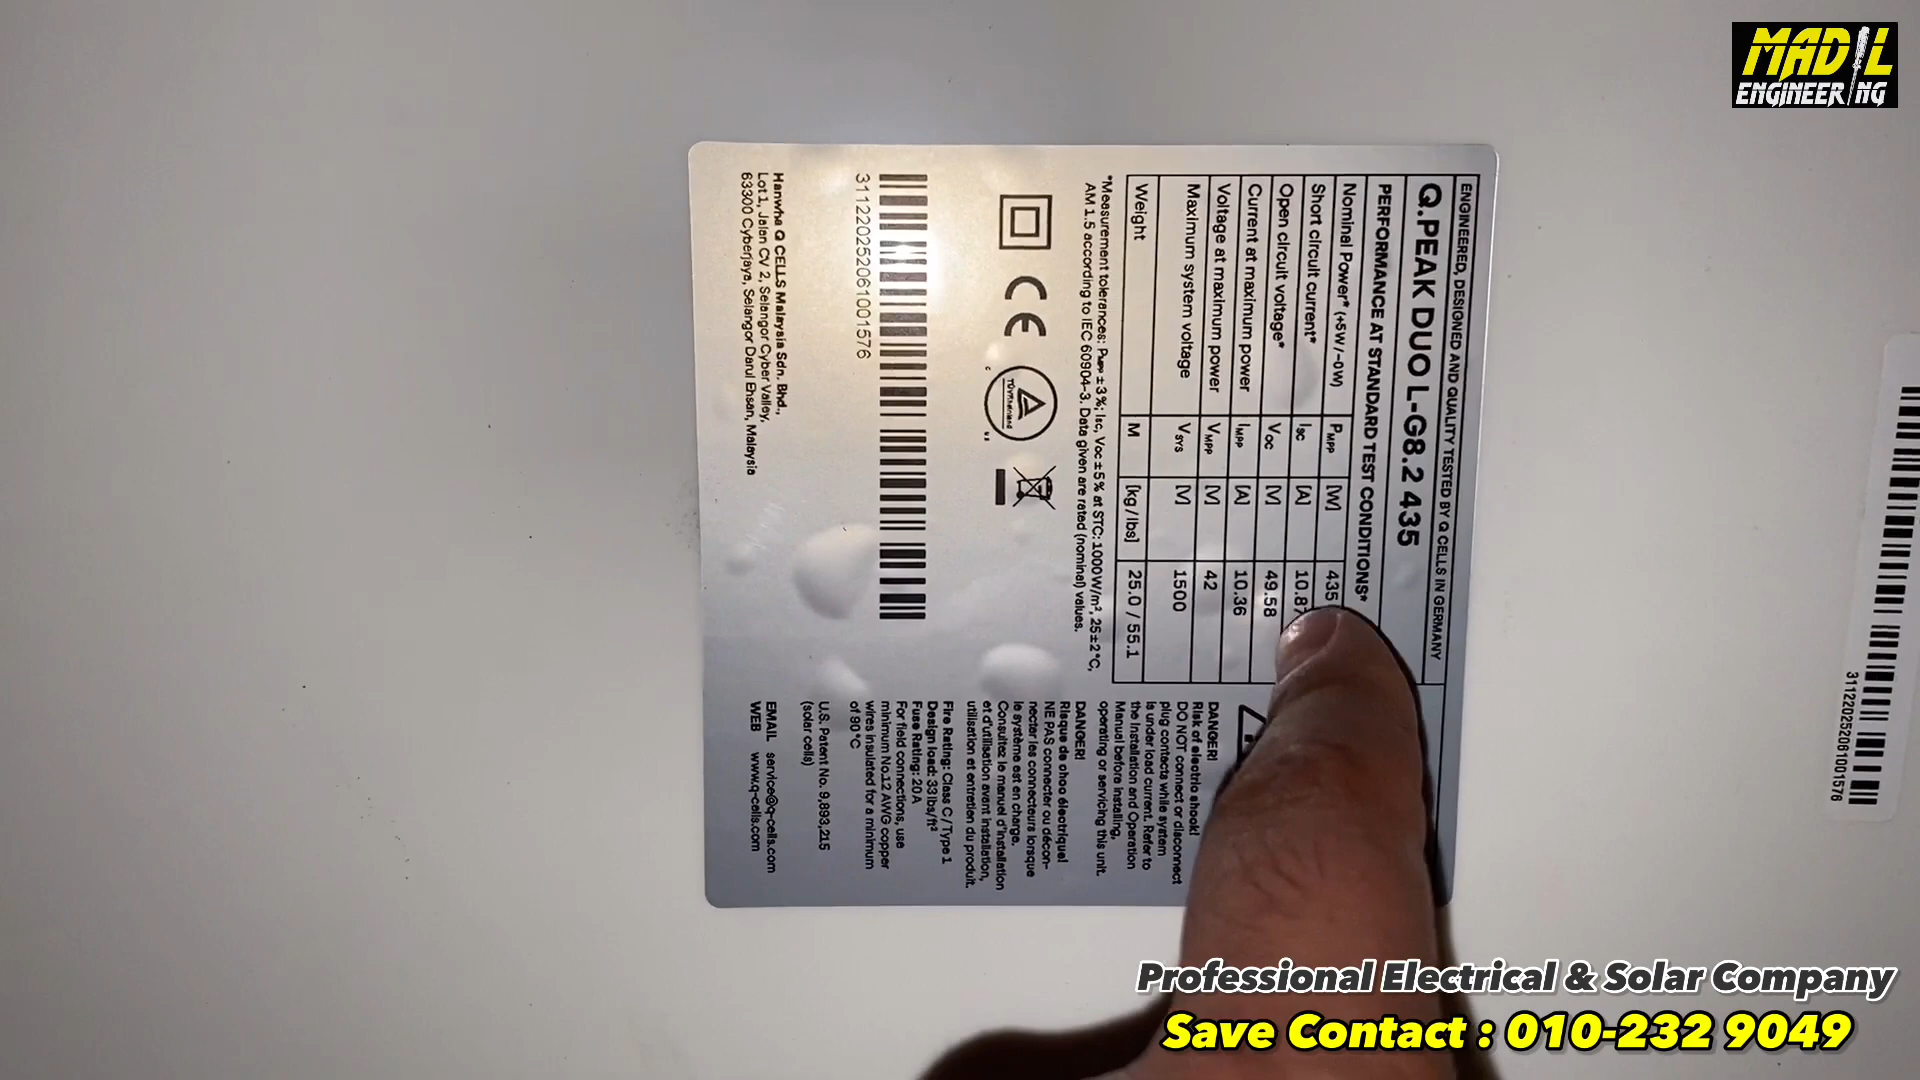 MADIL
ENGINEERING
ENGINEERED, DESIGNED AND QUALITY TESTED BY Q CELLS IN GERMANY
Q.PEAK DUO L-G8.2 435
PERFORMANCE AT STANDARD TEST CONDITIONS*
Nominal Power* (+5W/−0W) PMPP [W] 435
Short circuit current* ISC [A] 10.87
Open circuit voltage* VOC [V] 49.58
Current at maximum power IMPP [A] 10.36
Voltage at maximum power VMPP [V] 42
Maximum system voltage VSYS [V] 1500
Weight M [kg/lbs] 25.0 / 55.1
*Measurement tolerances: PMPP ± 3%; ISC, VOC ± 5% at STC: 1000W/m², 25±2°C,
AM 1.5 according to IEC 60904-3. Data given are rated (nominal) values.
CE
TÜVRheinland
C US
311220252061001576
Hanwha Q CELLS Malaysia Sdn. Bhd.,
Lot 1, Jalan CV 2, Selangor Cyber Valley,
63300 Cyberjaya, Selangor Darul Ehsan, Malaysia
DANGER!
Risk of electric shock!
DO NOT connect or disconnect
plug contacts while system
is under load current. Refer to
the Installation and Operation
Manual before installing,
operating or servicing this unit.
DANGER!
Risque de choc électrique!
NE PAS connecter ou décon-
necter les connecteurs lorsque
le système est en charge.
Consultez le manuel d'installation
et d'utilisation avant installation,
utilisation et entretien du produit.
Fire Rating: Class C / Type 1
Design load: 33 lbs/ft²
Fuse Rating: 20 A
For field connections, use
minimum No.12 AWG copper
wires insulated for a minimum
of 90°C
U.S. Patent No. 9,893,215
(solar cells)
EMAIL service@q-cells.com
WEB www.q-cells.com
311220252061001576
Professional Electrical & Solar Company
Save Contact : 010-232 9049